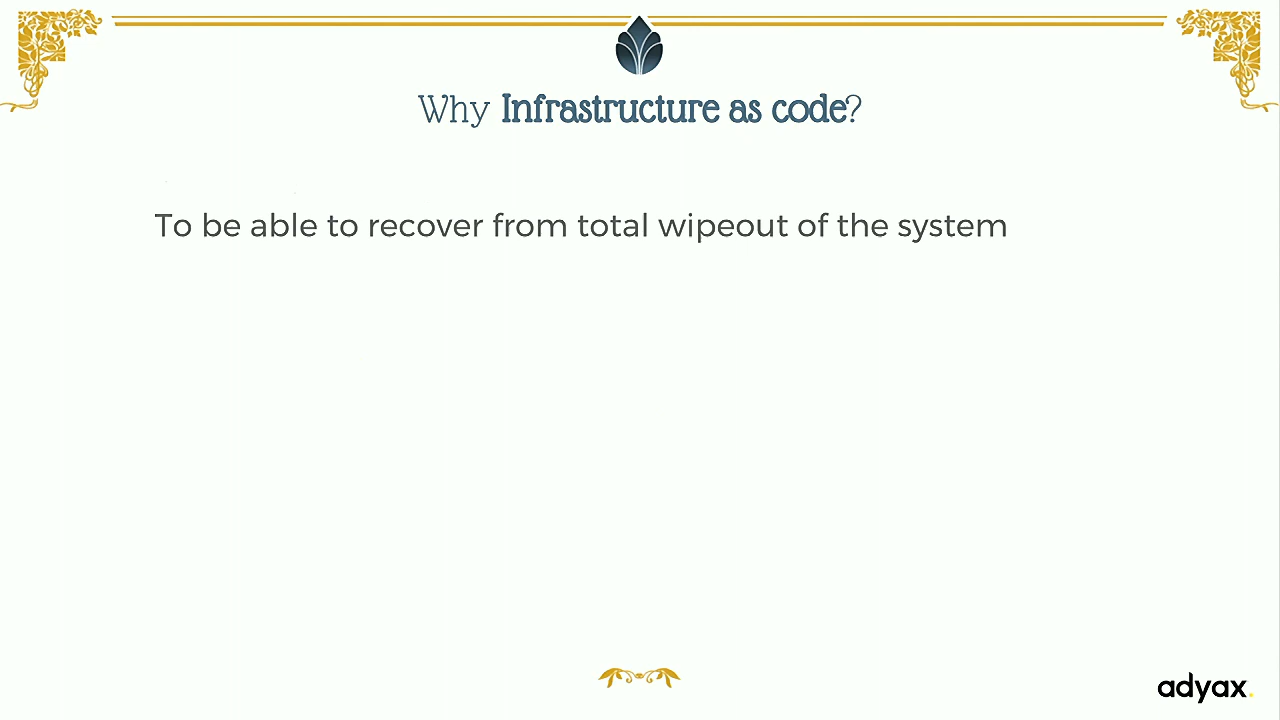 Why Infrastructure as code?
To be able to recover from total wipeout of the system
adyax.